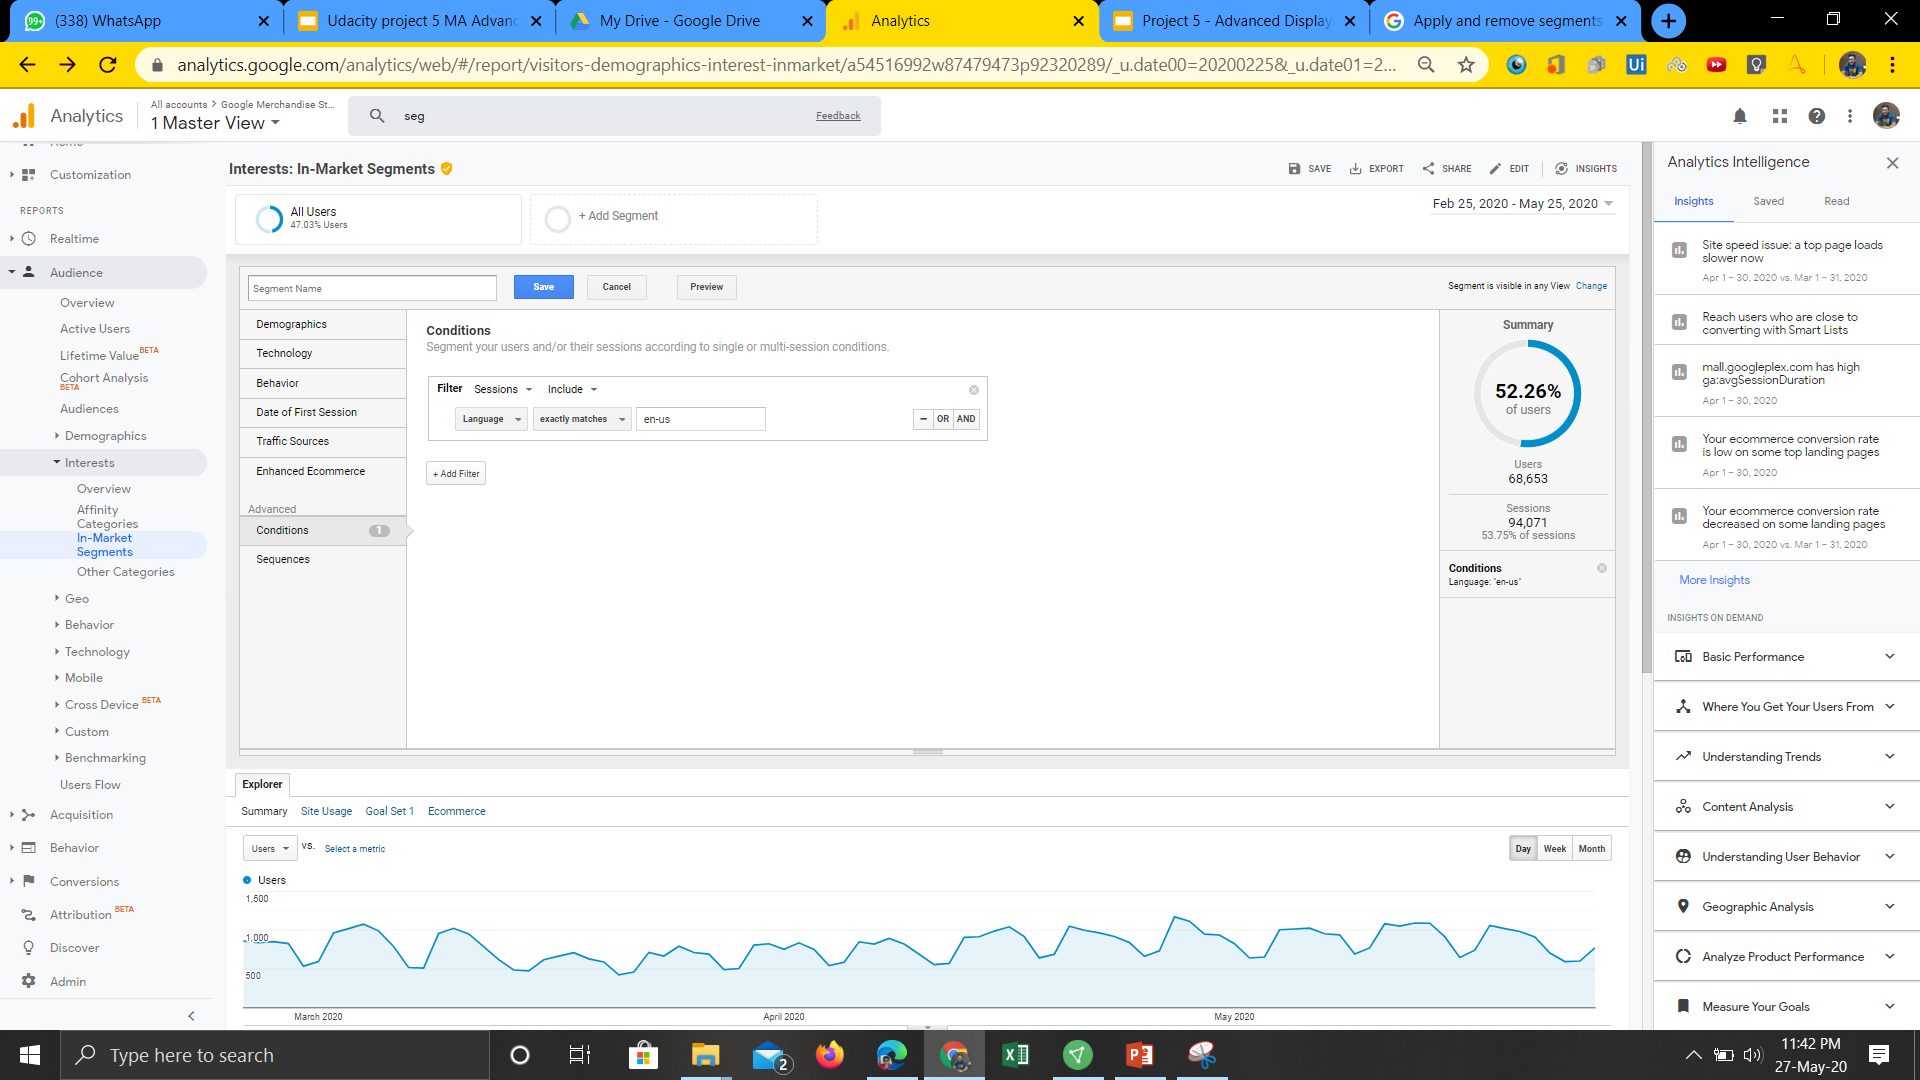 (338) WhatsApp
Udacity project 5 MA Advanc
My Drive - Google Drive
Analytics
Project 5 - Advanced Display
Apply and remove segments
analytics.google.com/analytics/web/#/report/visitors-demographics-interest-inmarket/a54516992w87479473p92320289/_u.date00=20200225&_u.date01=2...
Analytics
All accounts > Google Merchandise St...
1 Master View
seg
Feedback
Customization
REPORTS
Realtime
Audience
Overview
Active Users
Lifetime Value BETA
Cohort Analysis
BETA
Audiences
Demographics
Interests
Overview
Affinity
Categories
In-Market
Segments
Other Categories
Geo
Behavior
Technology
Mobile
Cross Device BETA
Custom
Benchmarking
Users Flow
Acquisition
Behavior
Conversions
Attribution BETA
Discover
Admin
Interests: In-Market Segments
SAVE
EXPORT
SHARE
EDIT
INSIGHTS
All Users
47.03% Users
+ Add Segment
Feb 25, 2020 - May 25, 2020
Segment Name
Save
Cancel
Preview
Segment is visible in any View Change
Demographics
Technology
Behavior
Date of First Session
Traffic Sources
Enhanced Ecommerce
Advanced
Conditions 1
Sequences
Conditions
Segment your users and/or their sessions according to single or multi-session conditions.
Filter Sessions Include
Language exactly matches en-us
− OR AND
+ Add Filter
Summary
52.26%
of users
Users
68,653
Sessions
94,071
53.75% of sessions
Conditions
Language: "en-us"
Explorer
Summary Site Usage Goal Set 1 Ecommerce
Users VS. Select a metric
Day Week Month
Users
1,500
1,000
500
March 2020
April 2020
May 2020
Analytics Intelligence
Insights Saved Read
Site speed issue: a top page loads
slower now
Apr 1 – 30, 2020 vs. Mar 1 – 31, 2020
Reach users who are close to
converting with Smart Lists
mall.googleplex.com has high
ga:avgSessionDuration
Apr 1 – 30, 2020
Your ecommerce conversion rate
is low on some top landing pages
Apr 1 – 30, 2020
Your ecommerce conversion rate
decreased on some landing pages
Apr 1 – 30, 2020 vs. Mar 1 – 31, 2020
More Insights
INSIGHTS ON DEMAND
Basic Performance
Where You Get Your Users From
Understanding Trends
Content Analysis
Understanding User Behavior
Geographic Analysis
Analyze Product Performance
Measure Your Goals
Type here to search
2
11:42 PM
27-May-20